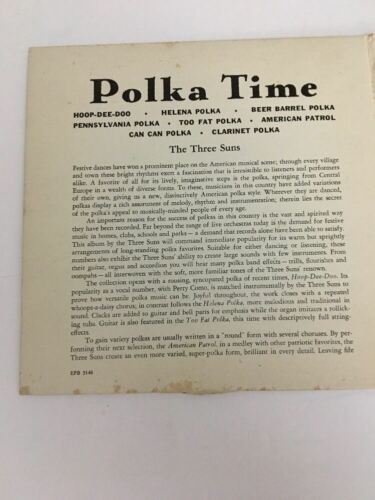 Polka Time
HOOP-DEE-DOO • HELENA POLKA • BEER BARREL POLKA
PENNSYLVANIA POLKA • TOO FAT POLKA • AMERICAN PATROL
CAN CAN POLKA • CLARINET POLKA
The Three Suns
Festive dances have won a prominent place on the American musical scene; through every village
and town these bright rhythms exert a fascination that is irresistible to listeners and performers
alike. A favorite of all for its lively, imaginative steps is the polka, springing from Central
Europe in a wealth of diverse forms. To these, musicians in this country have added variations
of their own, giving us a new, distinctively American polka style. Wherever they are danced,
polkas display a rich assortment of melody, rhythm and instrumentation; therein lies the secret
of the polka's appeal to musically-minded people of every age.
An important reason for the success of polkas in this country is the vast and spirited way
they have been recorded. Far beyond the range of live orchestras today is the demand for festive
music in homes, clubs, schools and parks — a demand that records alone have been able to satisfy.
This album by the Three Suns will command immediate popularity for its warm but sprightly
arrangements of long-standing polka favorites. Suitable for either dancing or listening, these
numbers also exhibit the Three Suns' ability to create large sounds with few instruments. From
their guitar, organ and accordion you will hear many polka band effects — trills, flourishes and
oompahs — all interwoven with the soft, more familiar tones of the Three Suns' renown.
The collection opens with a rousing, syncopated polka of recent times, Hoop-Dee-Doo. Its
popularity as a vocal number, with Perry Como, is matched instrumentally by the Three Suns to
prove how versatile polka music can be. Joyful throughout, the work closes with a repeated
whoops-a-daisy chorus; in contrast follows the Helena Polka, more melodious and traditional in
sound. Clacks are added to guitar and bell parts for emphasis while the organ imitates a rollick-
ing tuba. Guitar is also featured in the Too Fat Polka, this time with descriptively full string-
effects.
To gain variety polkas are usually written in a "round" form with several choruses. By per-
forming their next selection, the American Patrol, in a medley with other patriotic favorites, the
Three Suns create an even more varied, super-polka form, brilliant in every detail. Leaving fife
EPB 3146